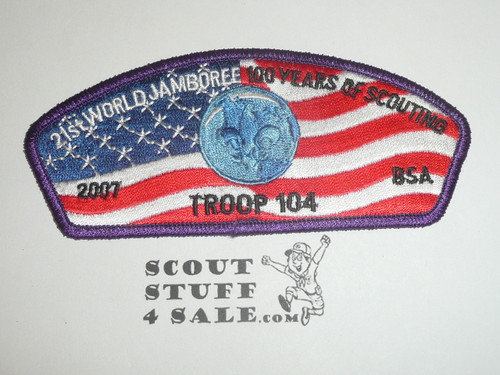 21st WORLD JAMBOREE 100 YEARS OF SCOUTING
2007 BSA
TROOP 104
SCOUT
STUFF
4 SALE.com